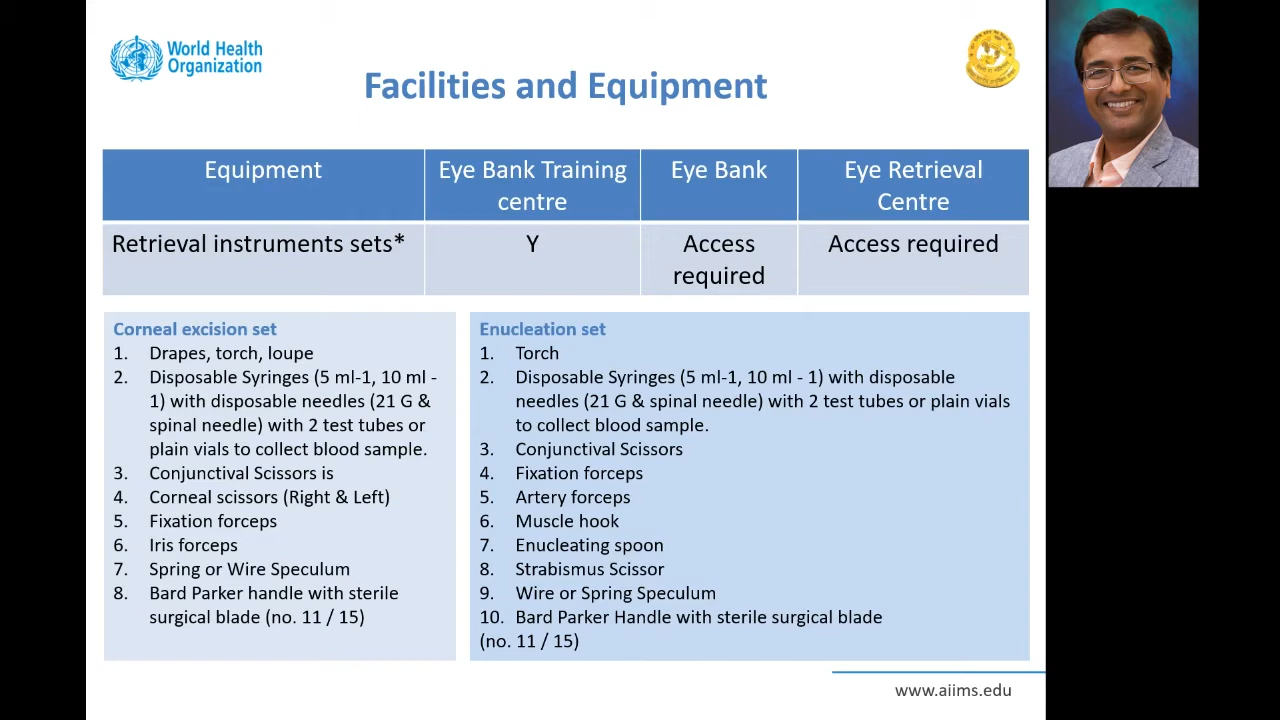 World Health
Organization
Facilities and Equipment
Equipment
Eye Bank Training
centre
Eye Bank
Eye Retrieval
Centre
Retrieval instruments sets*
Y
Access
required
Access required
Corneal excision set
1. Drapes, torch, loupe
2. Disposable Syringes (5 ml-1, 10 ml -
1) with disposable needles (21 G &
spinal needle) with 2 test tubes or
plain vials to collect blood sample.
3. Conjunctival Scissors is
4. Corneal scissors (Right & Left)
5. Fixation forceps
6. Iris forceps
7. Spring or Wire Speculum
8. Bard Parker handle with sterile
surgical blade (no. 11 / 15)
Enucleation set
1. Torch
2. Disposable Syringes (5 ml-1, 10 ml - 1) with disposable
needles (21 G & spinal needle) with 2 test tubes or plain vials
to collect blood sample.
3. Conjunctival Scissors
4. Fixation forceps
5. Artery forceps
6. Muscle hook
7. Enucleating spoon
8. Strabismus Scissor
9. Wire or Spring Speculum
10. Bard Parker Handle with sterile surgical blade
(no. 11 / 15)
www.aiims.edu